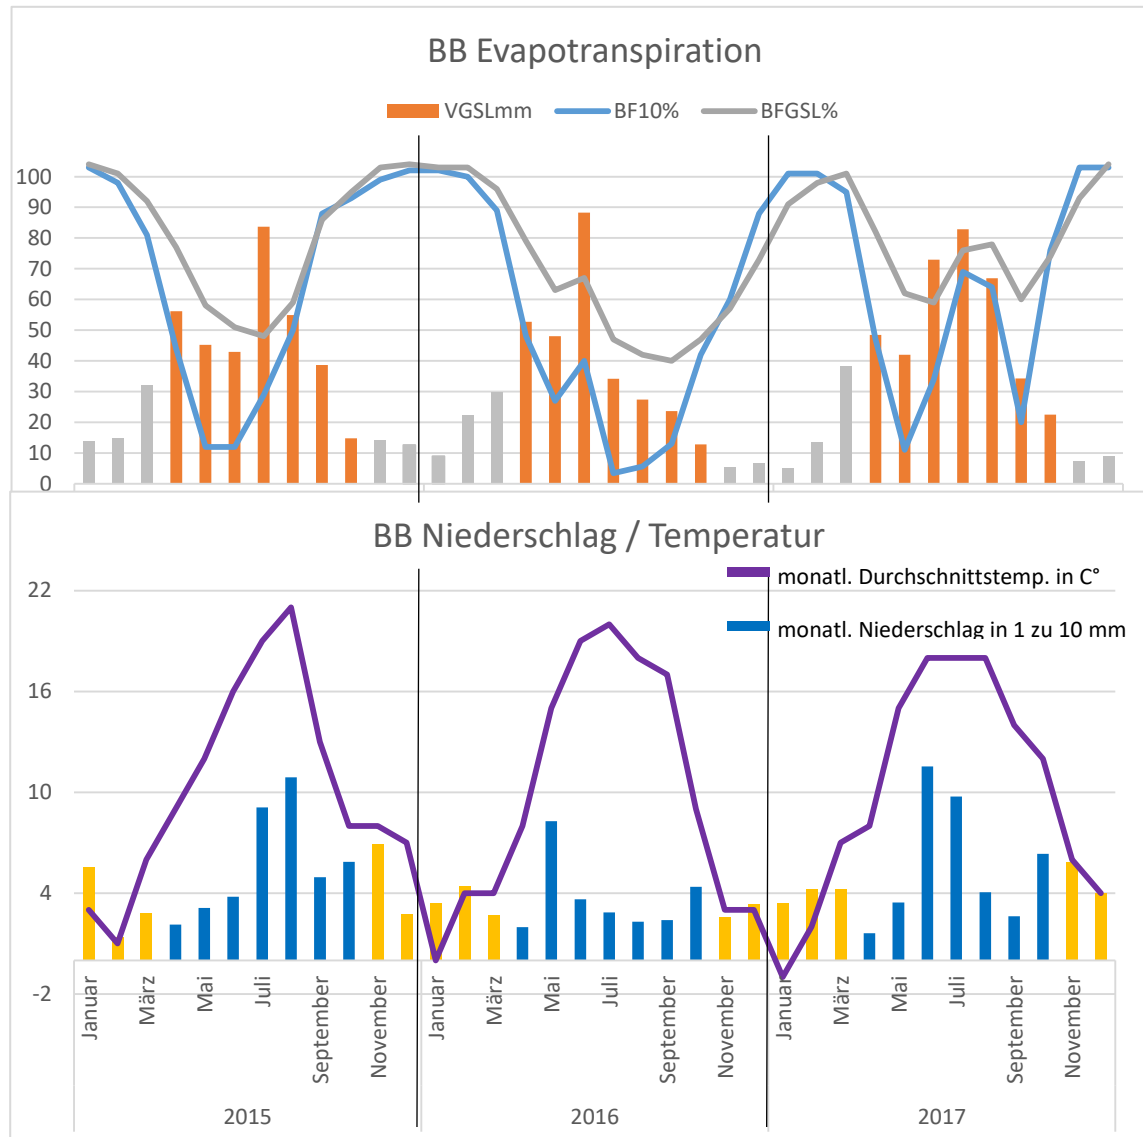 BB Evapotranspiration
VGSLmm BF10% BFGSL%
100
90
80
70
60
50
40
30
20
10
0
BB Niederschlag / Temperatur
monatl. Durchschnittstemp. in C°
monatl. Niederschlag in 1 zu 10 mm
22
16
10
4
-2
Januar März Mai Juli September November Januar März Mai Juli September November Januar März Mai Juli September November
2015 2016 2017